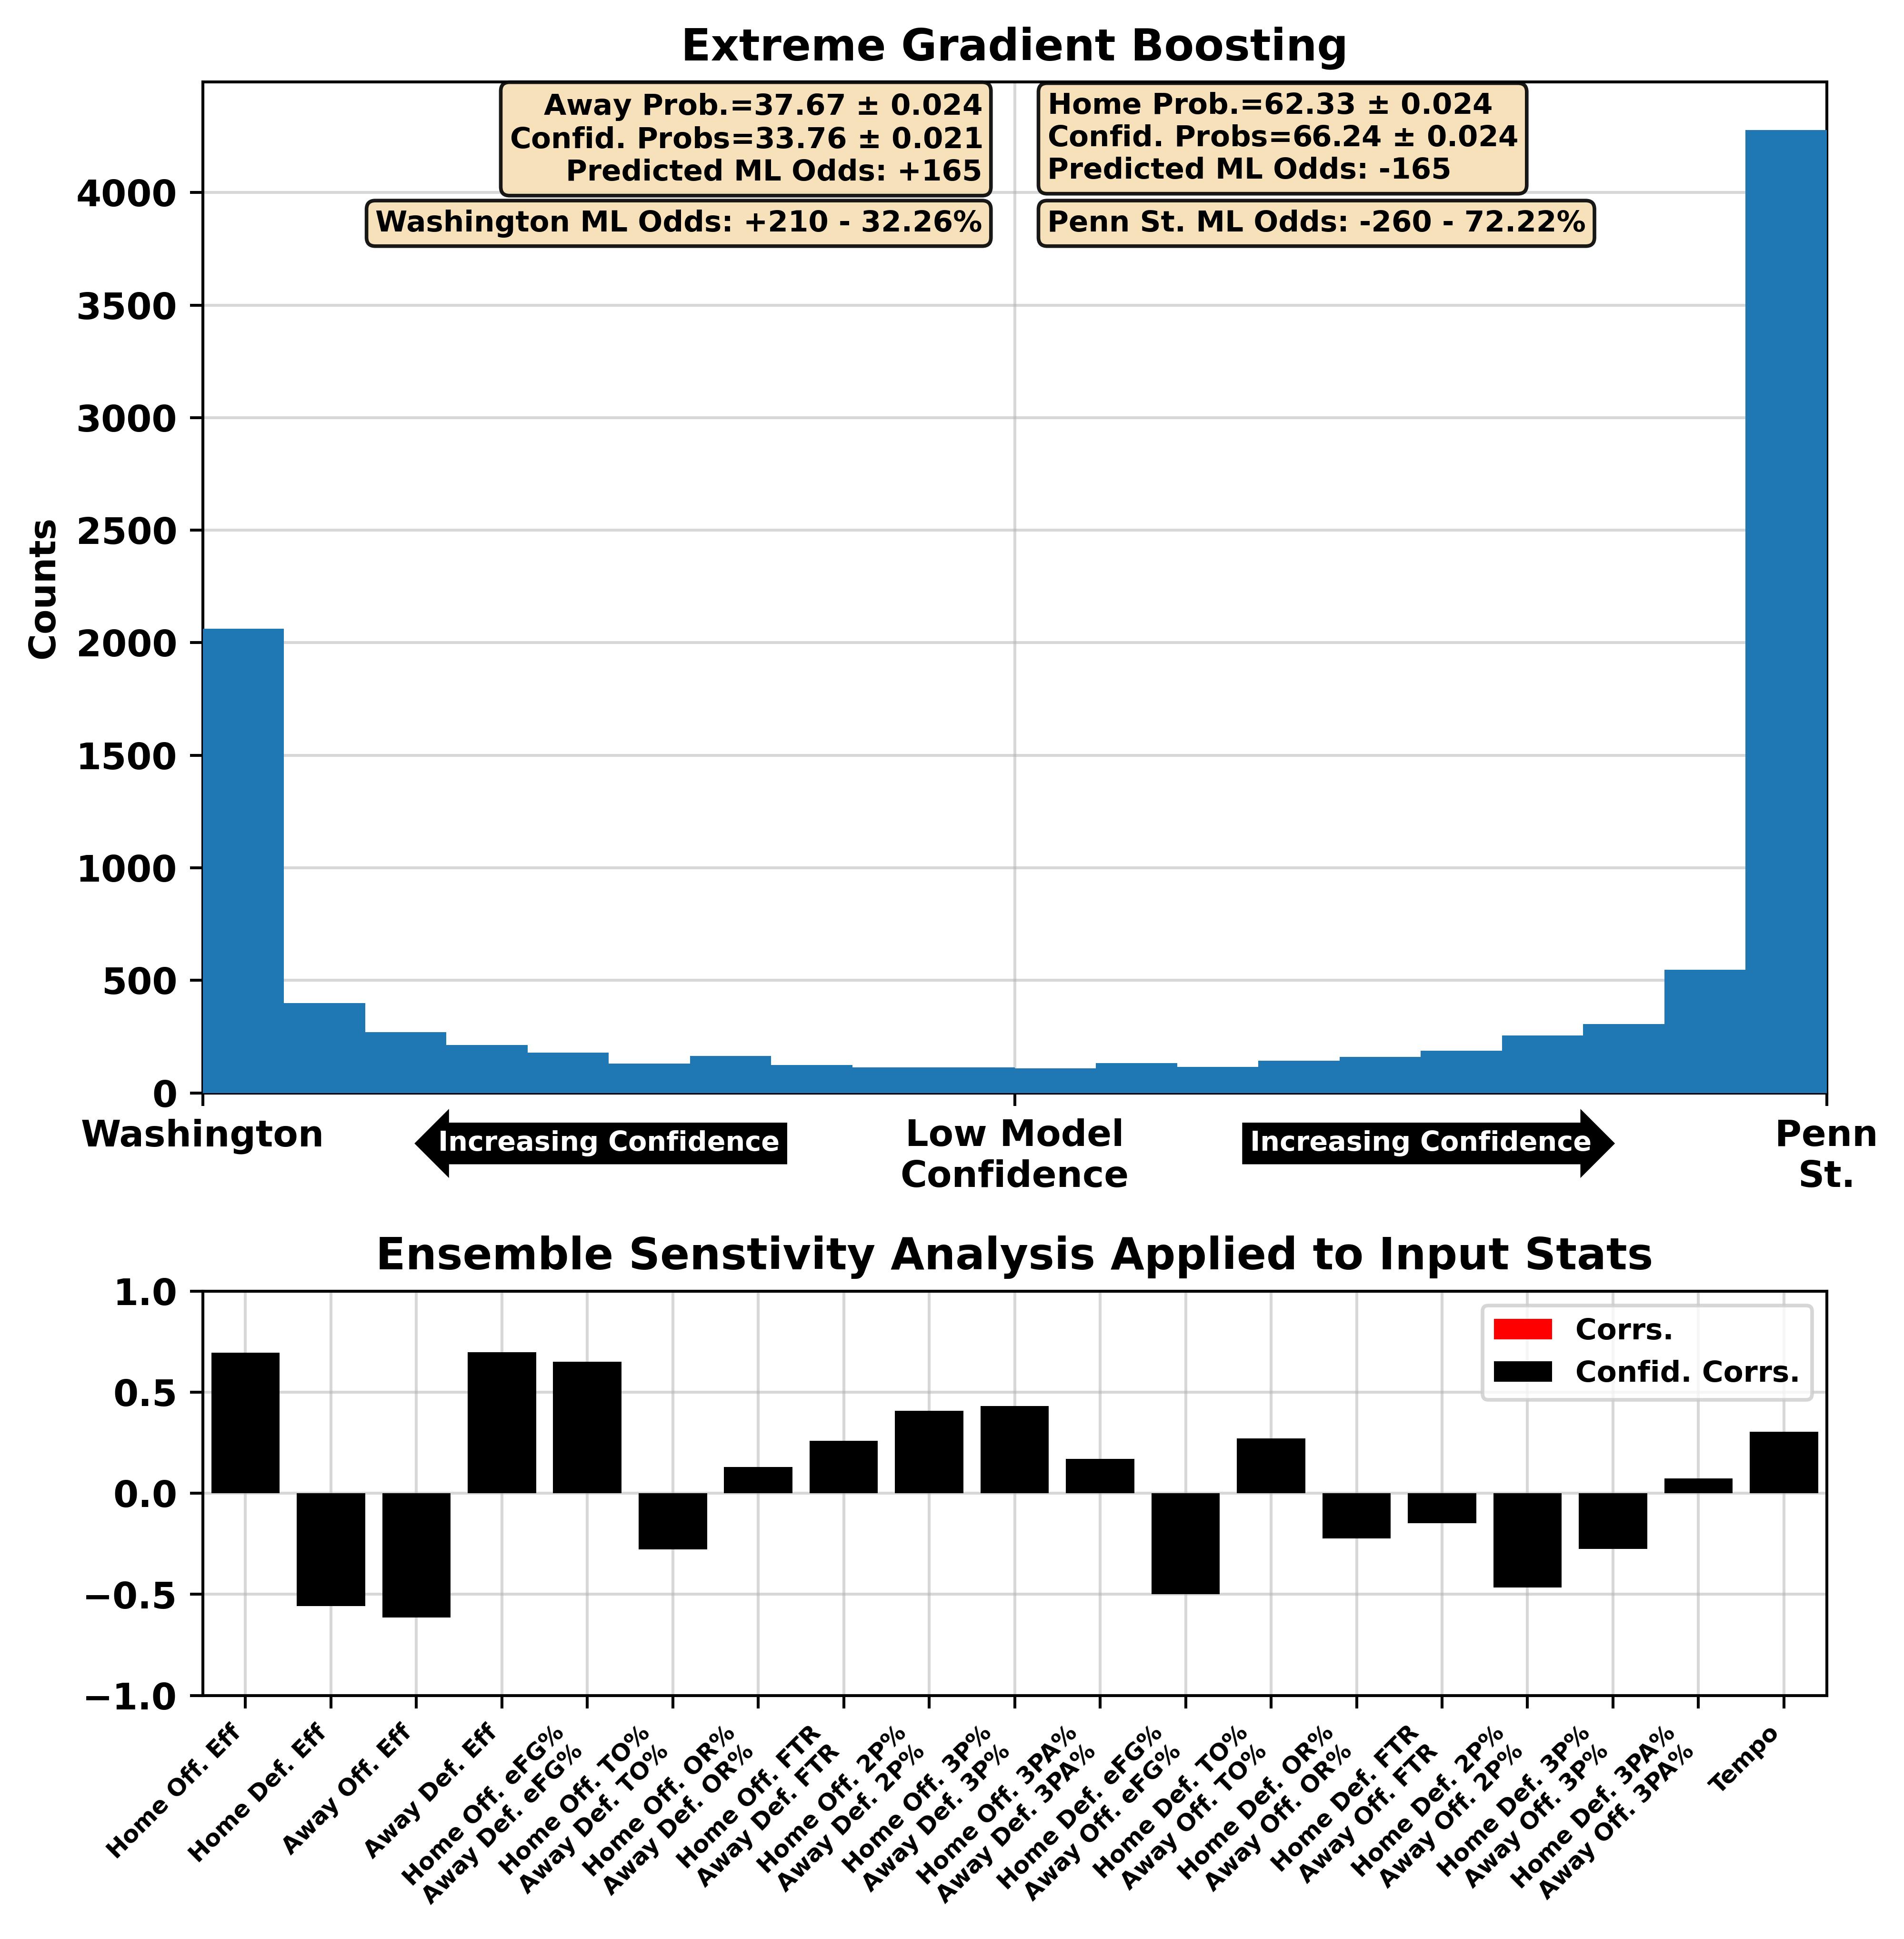 Extreme Gradient Boosting
Away Prob.=37.67 ± 0.024
Confid. Probs=33.76 ± 0.021
Predicted ML Odds: +165
Home Prob.=62.33 ± 0.024
Confid. Probs=66.24 ± 0.024
Predicted ML Odds: -165
Washington ML Odds: +210 - 32.26%
Penn St. ML Odds: -260 - 72.22%
Counts
4000
3500
3000
2500
2000
1500
1000
500
0
Washington
Increasing Confidence
Low Model
Confidence
Increasing Confidence
Penn
St.
Ensemble Senstivity Analysis Applied to Input Stats
1.0
0.5
0.0
−0.5
−1.0
Corrs.
Confid. Corrs.
Home Off. Eff
Home Def. Eff
Away Off. Eff
Away Def. Eff
Home Off. eFG%
Away Def. eFG%
Home Off. TO%
Away Def. TO%
Home Off. OR%
Away Def. OR%
Home Off. FTR
Away Def. FTR
Home Off. 2P%
Away Def. 2P%
Home Off. 3P%
Away Def. 3P%
Home Off. 3PA%
Away Def. 3PA%
Home Def. eFG%
Away Off. eFG%
Home Def. TO%
Away Off. TO%
Home Def. OR%
Away Off. OR%
Home Def. FTR
Away Off. FTR
Home Def. 2P%
Away Off. 2P%
Home Def. 3P%
Away Off. 3P%
Home Def. 3PA%
Away Off. 3PA%
Tempo